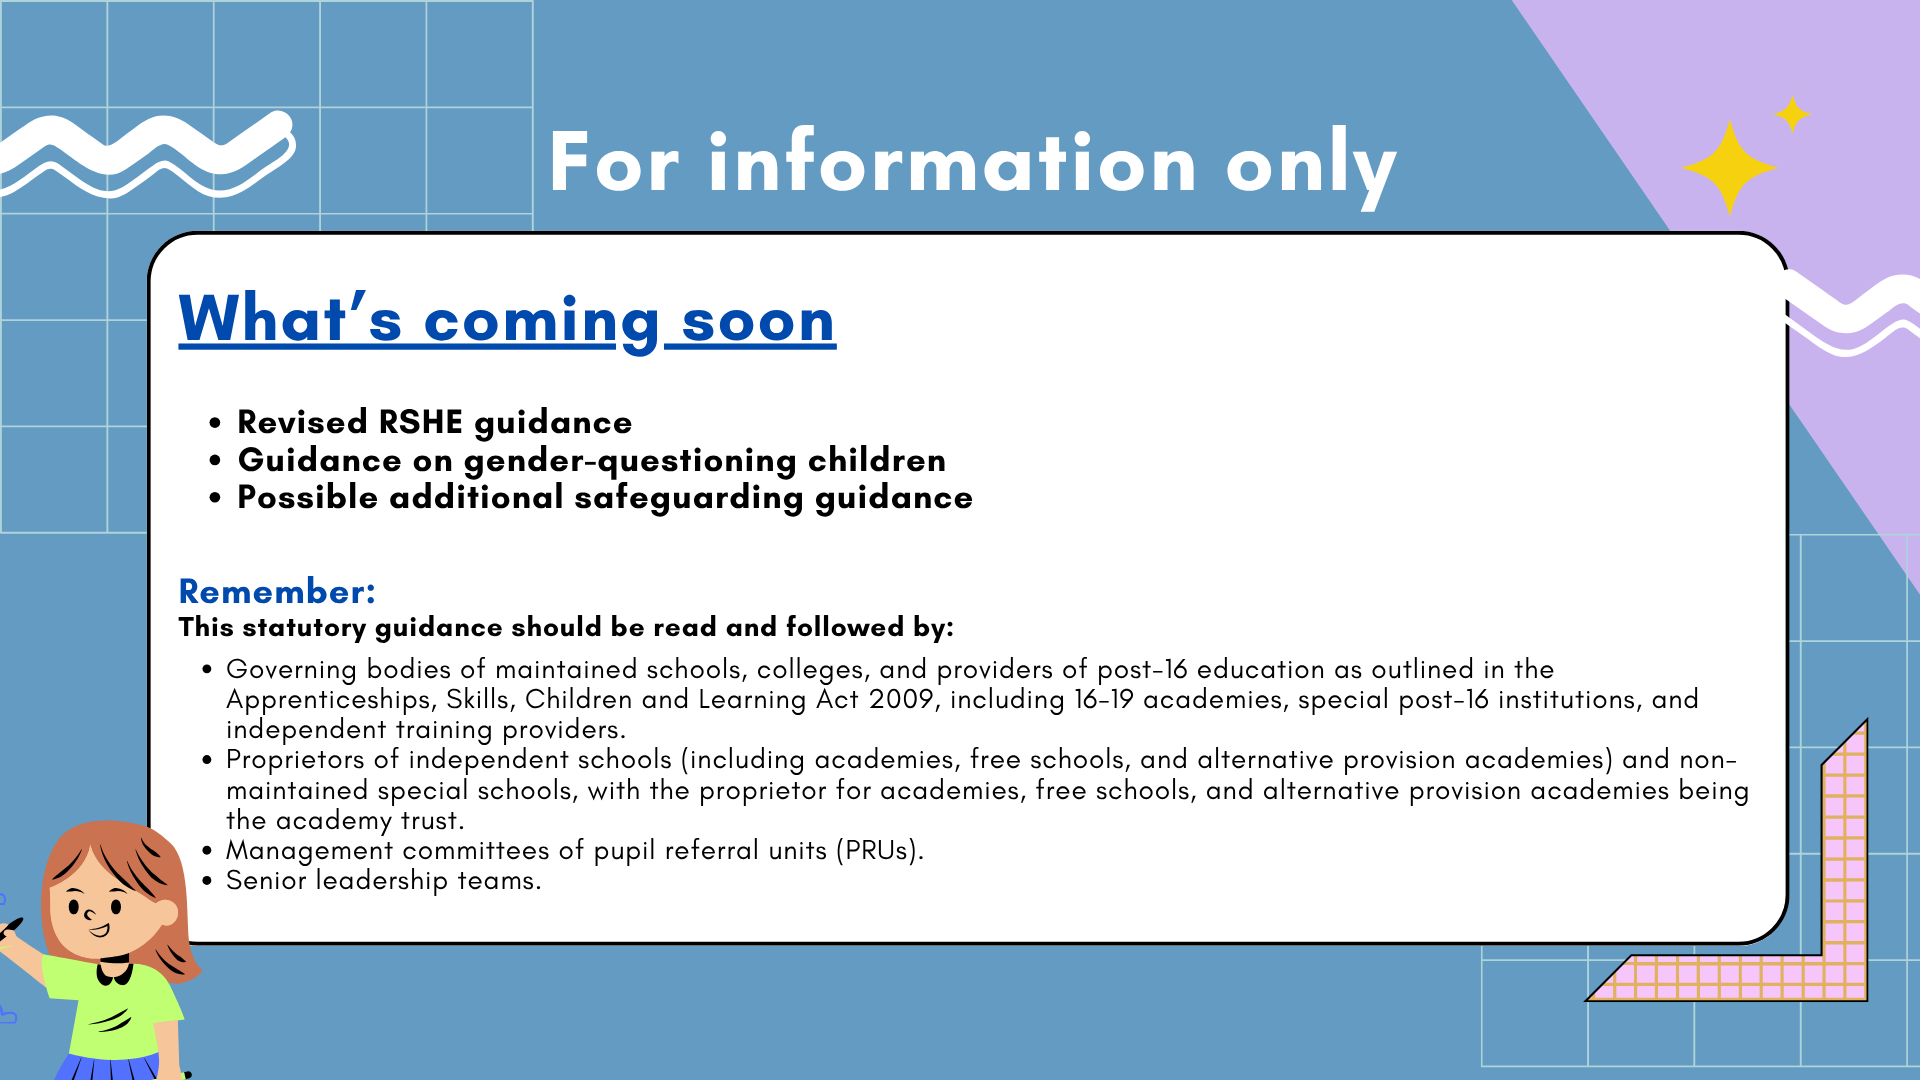 For information only
What's coming soon
• Revised RSHE guidance
• Guidance on gender-questioning children
• Possible additional safeguarding guidance
Remember:
This statutory guidance should be read and followed by:
• Governing bodies of maintained schools, colleges, and providers of post-16 education as outlined in the
Apprenticeships, Skills, Children and Learning Act 2009, including 16-19 academies, special post-16 institutions, and
independent training providers.
• Proprietors of independent schools (including academies, free schools, and alternative provision academies) and non-
maintained special schools, with the proprietor for academies, free schools, and alternative provision academies being
the academy trust.
• Management committees of pupil referral units (PRUs).
• Senior leadership teams.